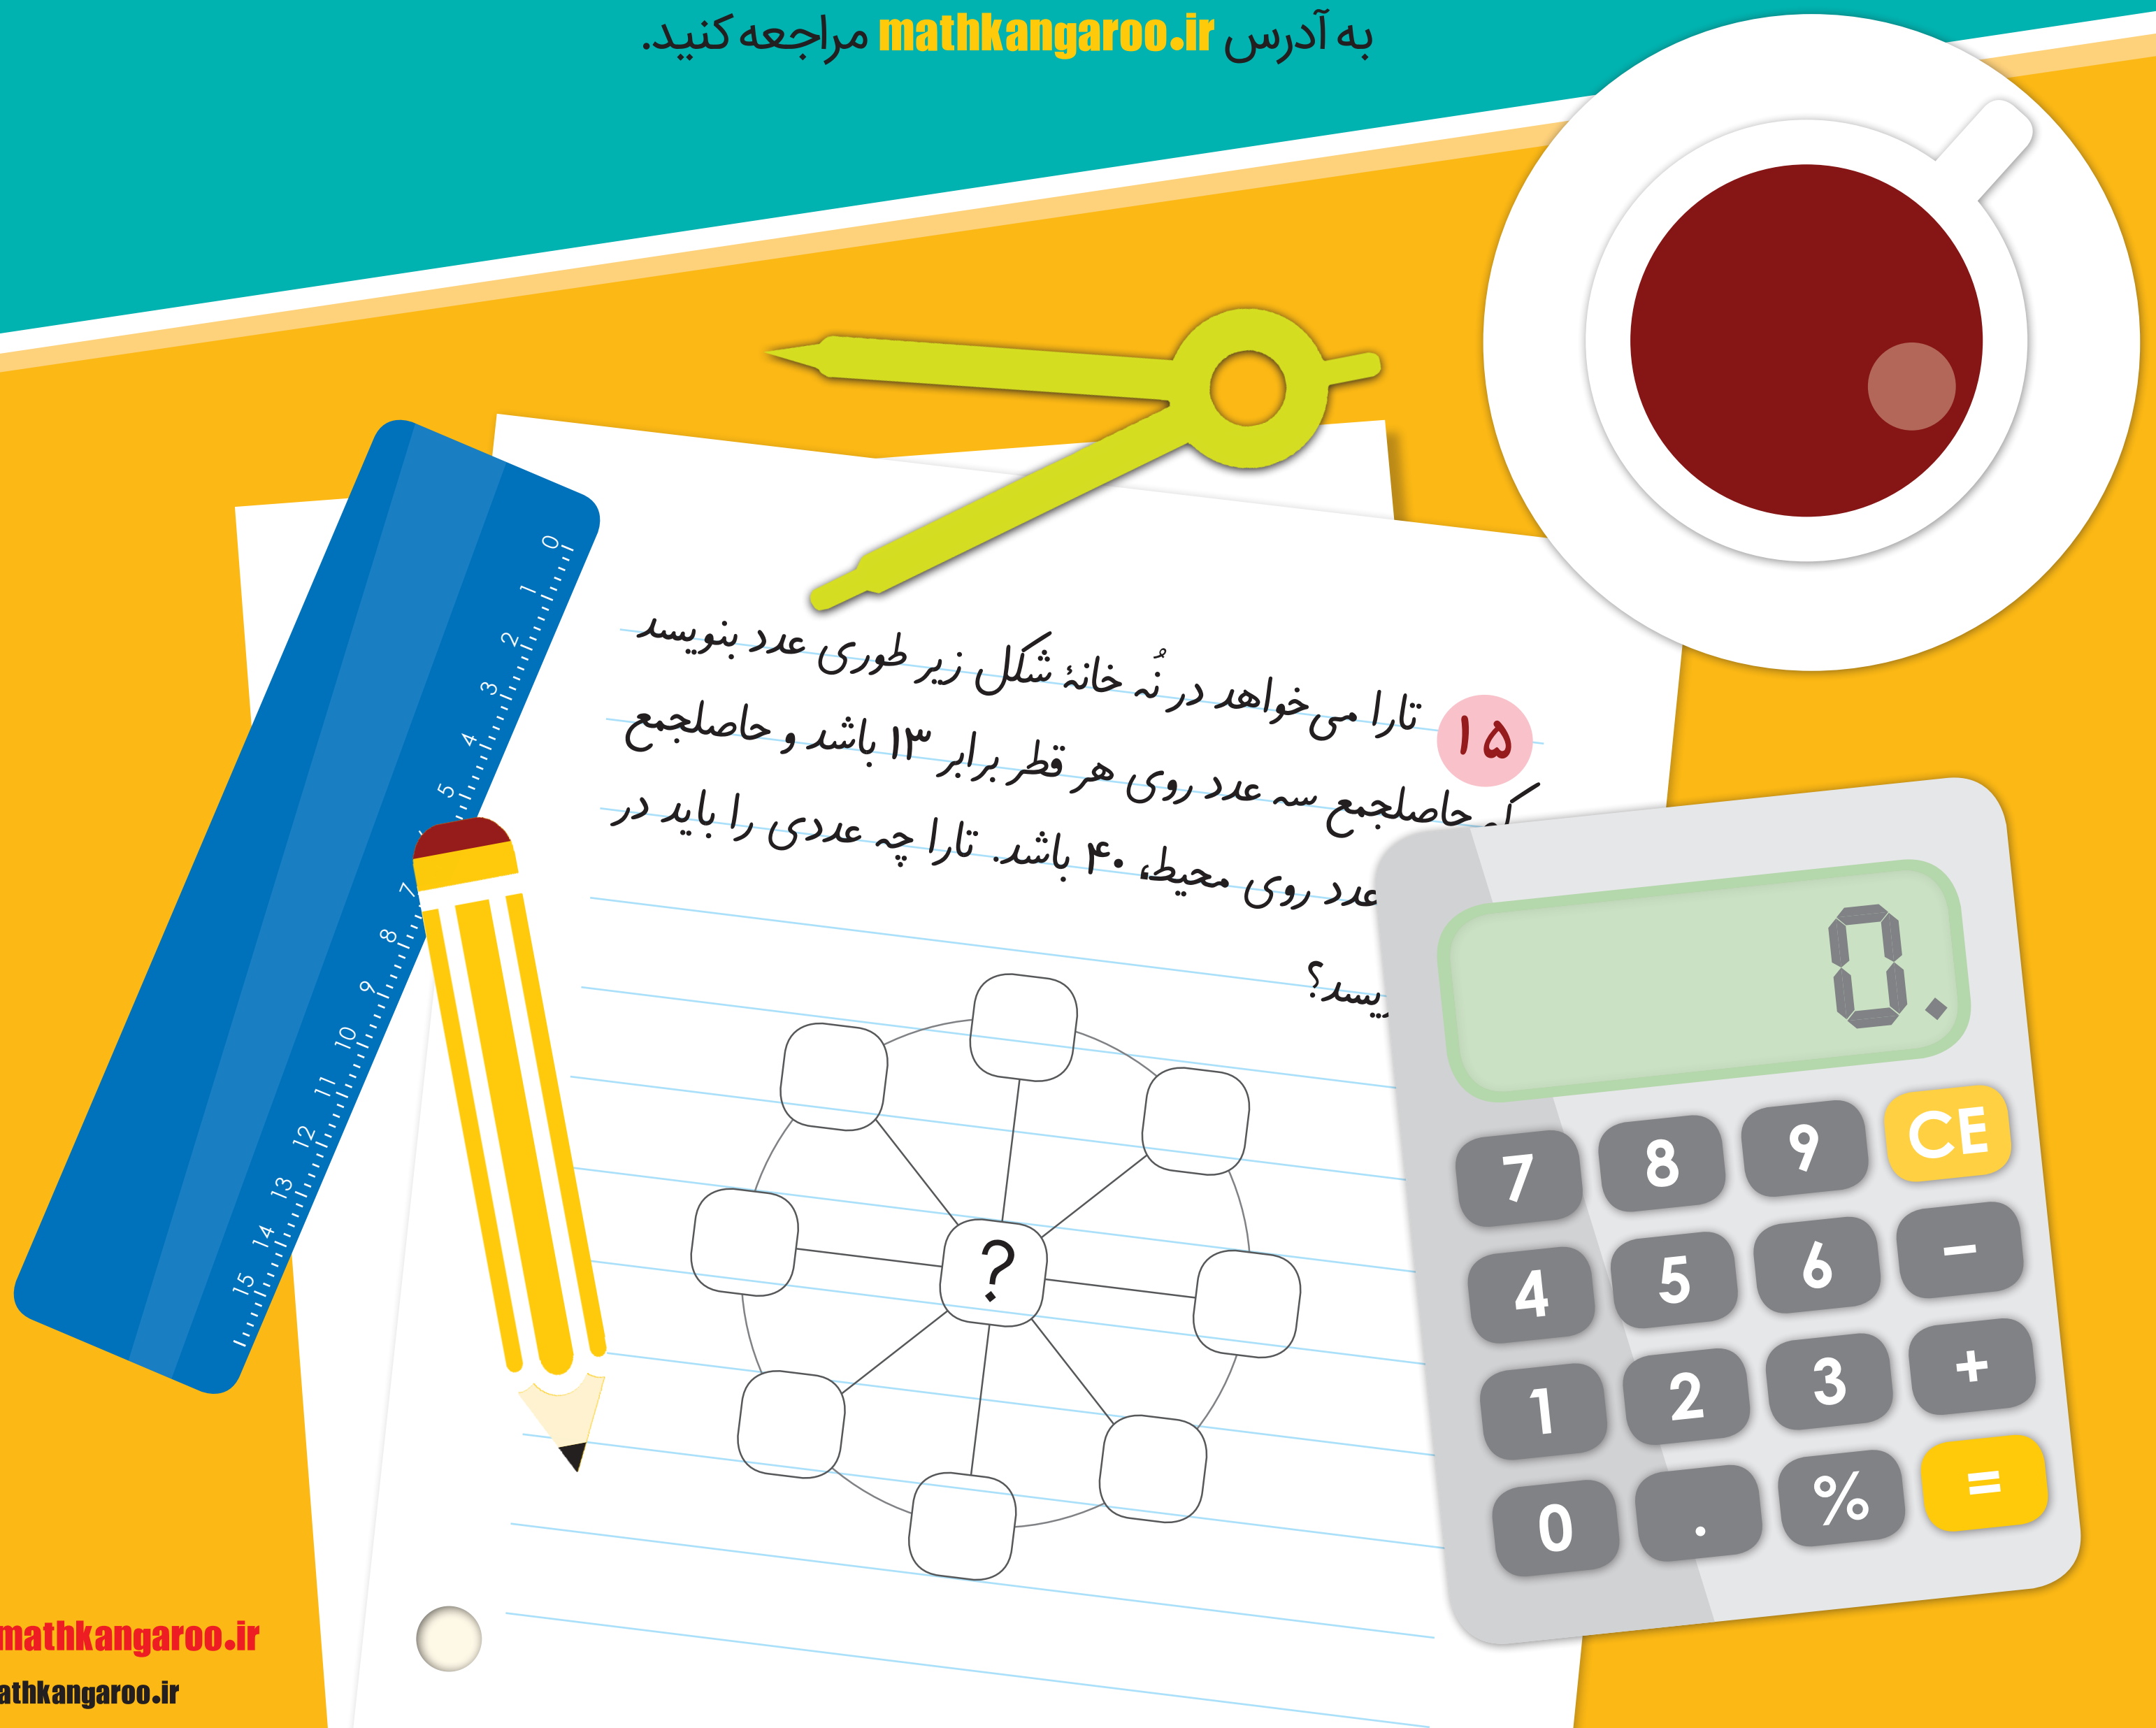 به آدرس mathkangaroo.ir مراجعه کنید.
۱۵
تارا می‌خواهد در نُه خانهٔ شکل زیر طوری عدد بنویسد
که حاصلجمع سه عدد روی هر قطر برابر ۱۳ باشد و حاصلجمع
عدد روی محیط، ۴۰ باشد. تارا چه عددی را باید در
?
0 1 2 3 4 5 7 8 9 10 11 12 13 14 15
0.
7 8 9 CE
4 5 6 −
1 2 3 +
0 . % =
mathkangaroo.ir
athkangaroo.ir